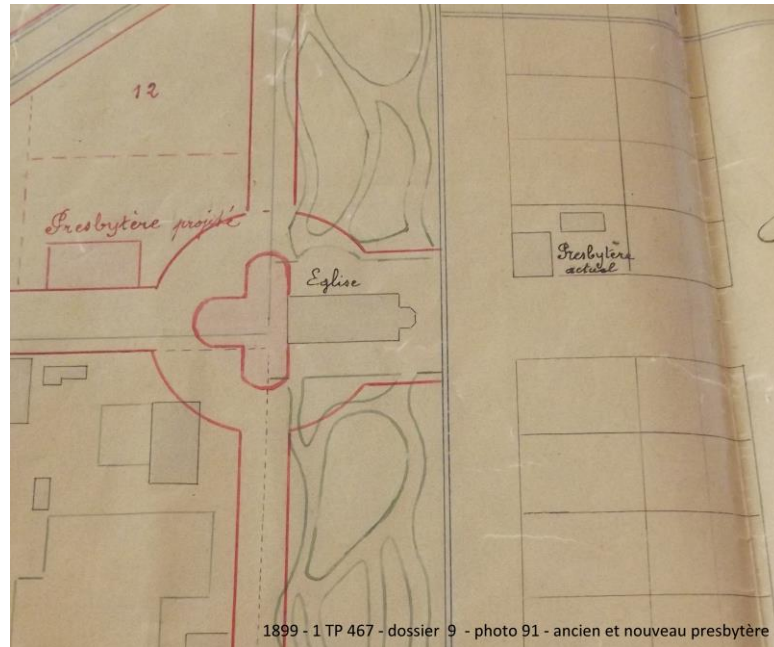 12
Presbytère projeté
Eglise
Presbytère
actuel
1899 - 1 TP 467 - dossier 9 - photo 91 - ancien et nouveau presbytère